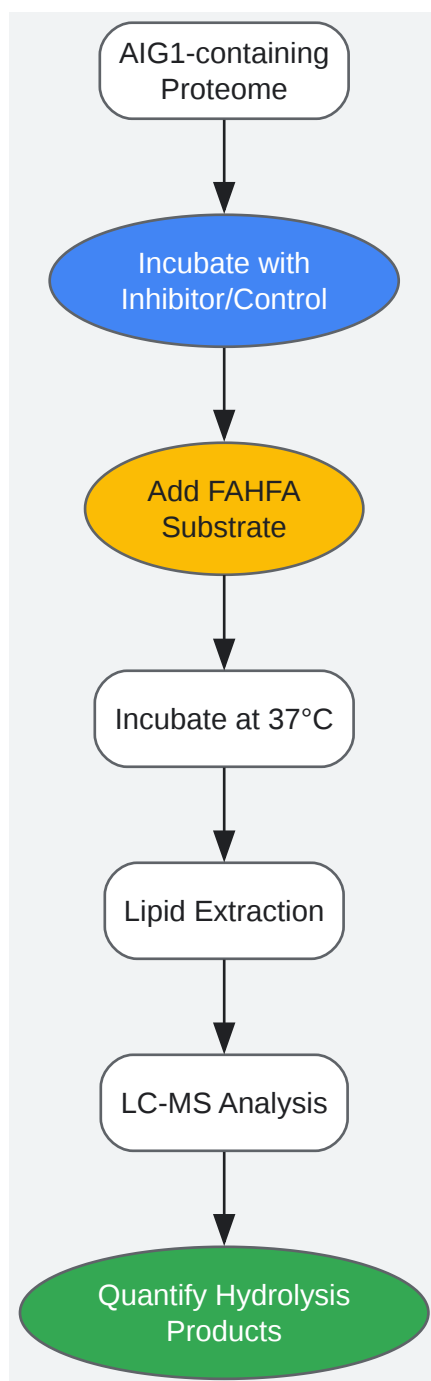 AIG1-containing
Proteome
Incubate with
Inhibitor/Control
Add FAHFA
Substrate
Incubate at 37°C
Lipid Extraction
LC-MS Analysis
Quantify Hydrolysis
Products